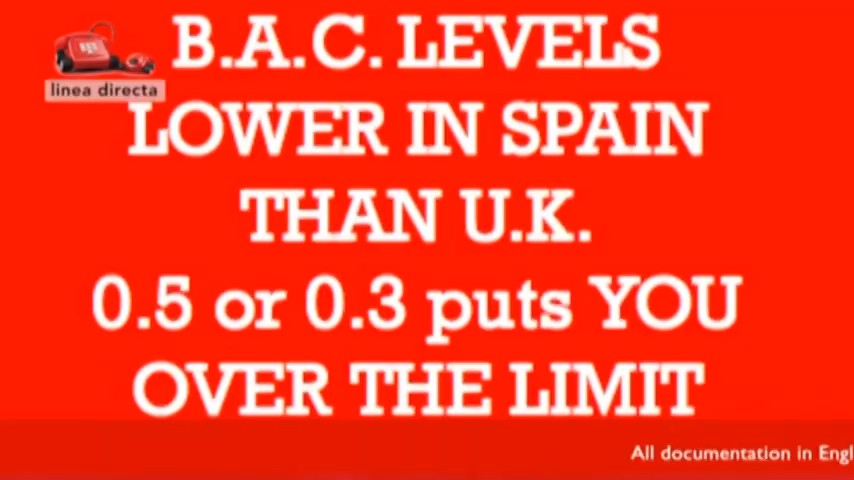 B.A.C. LEVELS
linea directa
LOWER IN SPAIN
THAN U.K.
0.5 or 0.3 puts YOU
OVER THE LIMIT
All documentation in Engl